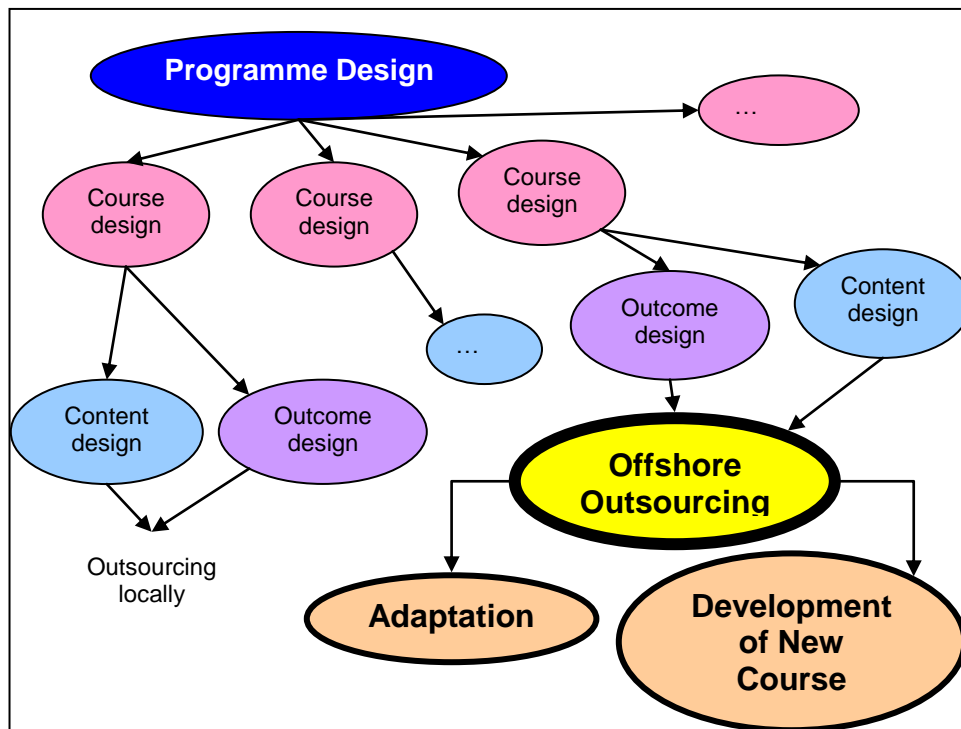 Programme Design
…
Course
design
Course
design
Course
design
Outcome
design
Content
design
…
Content
design
Outcome
design
Offshore
Outsourcing
Outsourcing
locally
Adaptation
Development
of New
Course